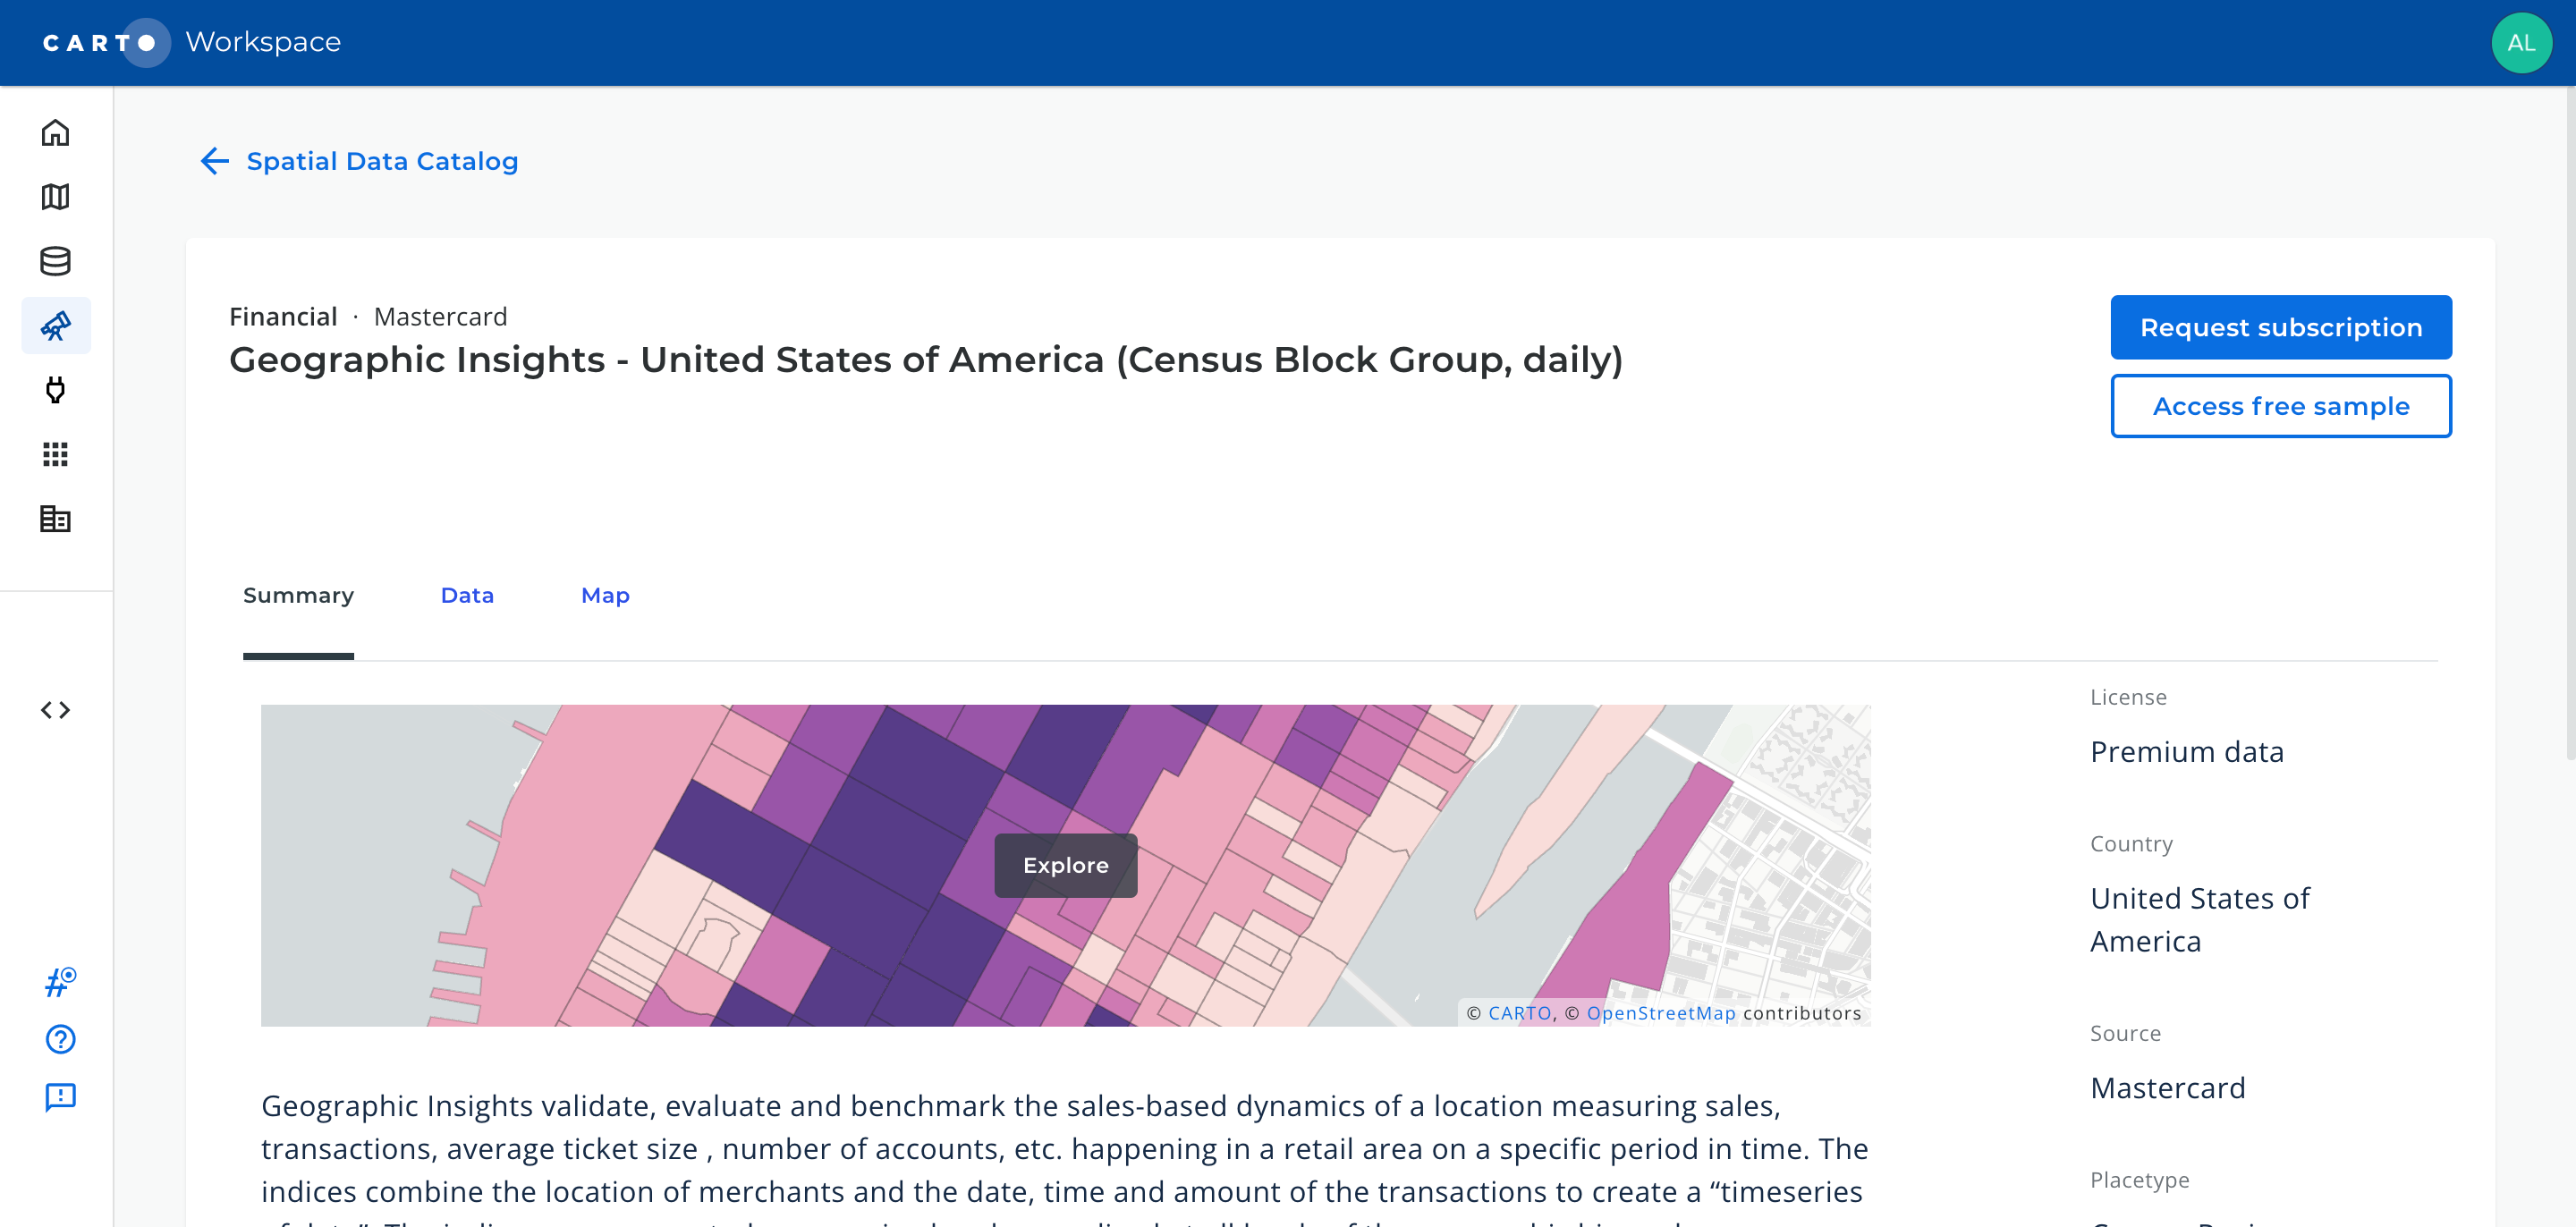 CARTO Workspace
AL
Spatial Data Catalog
Financial · Mastercard
Geographic Insights - United States of America (Census Block Group, daily)
Request subscription
Access free sample
Summary Data Map
Explore
© CARTO, © OpenStreetMap contributors
License
Premium data
Country
United States of
America
Source
Mastercard
Placetype
Geographic Insights validate, evaluate and benchmark the sales-based dynamics of a location measuring sales,
transactions, average ticket size , number of accounts, etc. happening in a retail area on a specific period in time. The
indices combine the location of merchants and the date, time and amount of the transactions to create a “timeseries